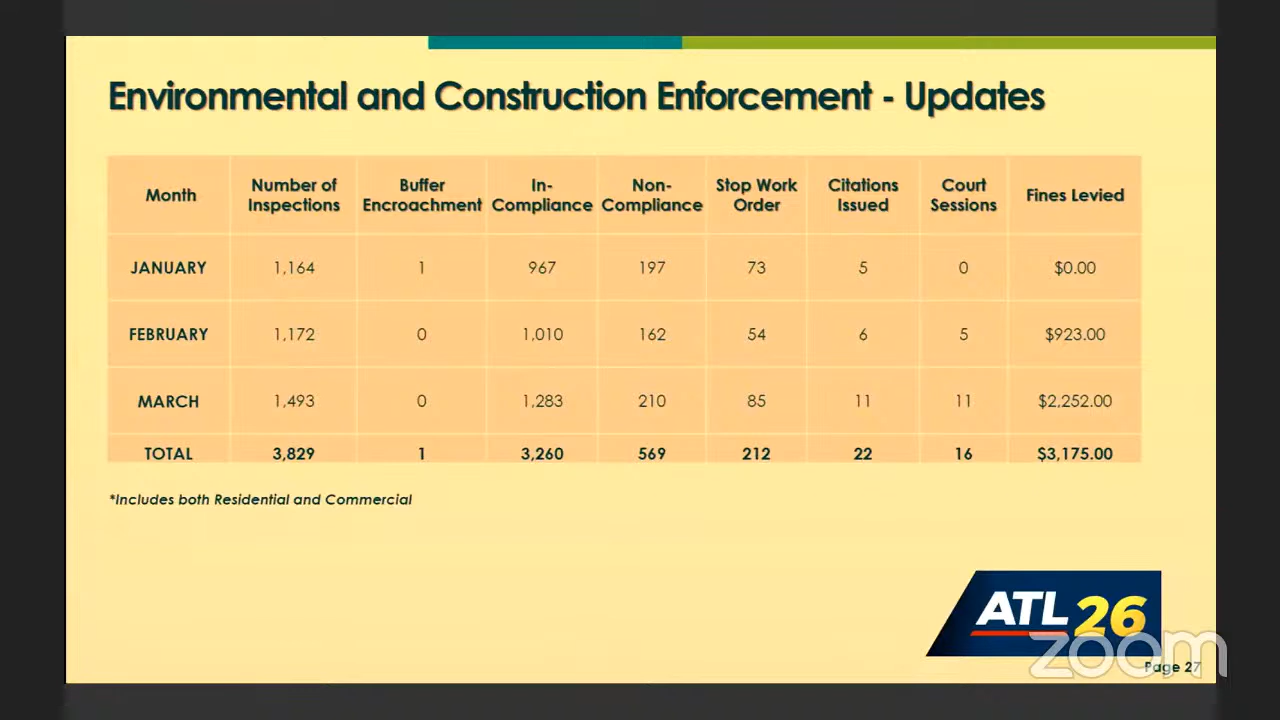 Environmental and Construction Enforcement - Updates
Month Number of Inspections Buffer Encroachment In-Compliance Non-Compliance Stop Work Order Citations Issued Court Sessions Fines Levied
JANUARY 1,164 1 967 197 73 5 0 $0.00
FEBRUARY 1,172 0 1,010 162 54 6 5 $923.00
MARCH 1,493 0 1,283 210 85 11 11 $2,252.00
TOTAL 3,829 1 3,260 569 212 22 16 $3,175.00
*Includes both Residential and Commercial
ATL 26
zoom
Page 27